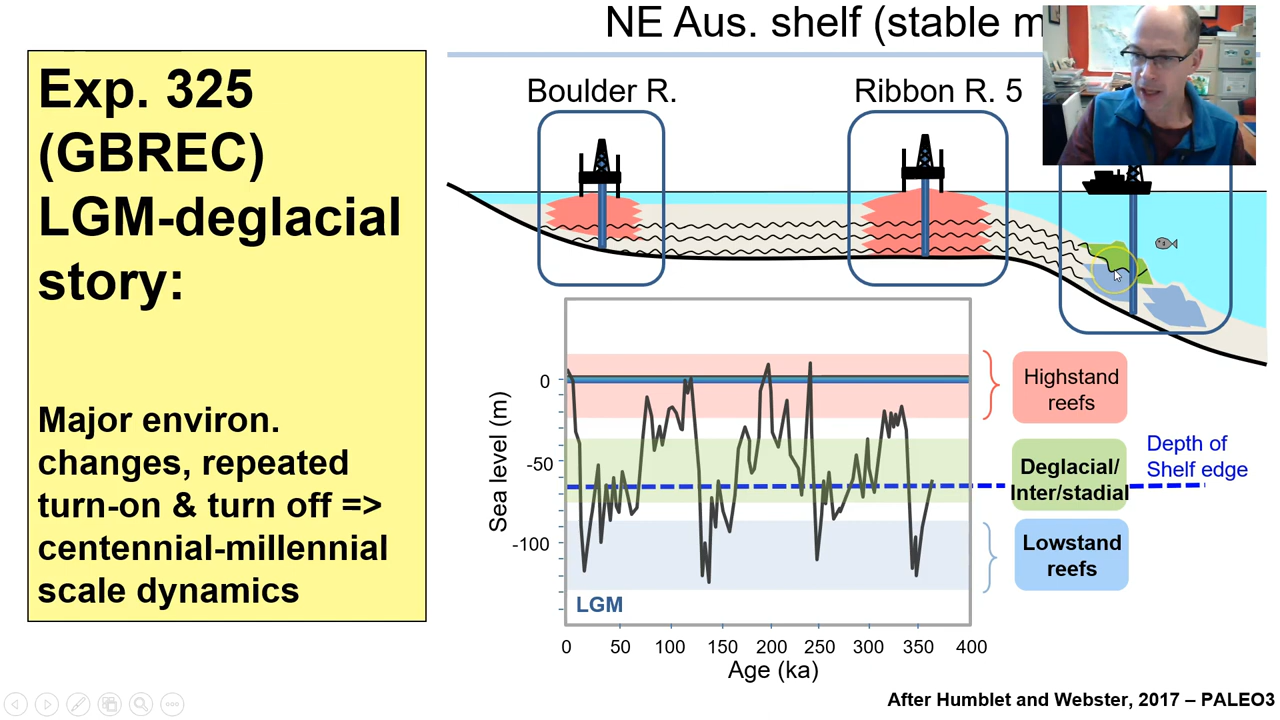 NE Aus. shelf (stable m
Exp. 325
(GBREC)
LGM-deglacial
story:
Major environ.
changes, repeated
turn-on & turn off =>
centennial-millennial
scale dynamics
Boulder R.
Ribbon R. 5
Sea level (m)
0
-50
-100
LGM
0 50 100 150 200 250 300 350 400
Age (ka)
Highstand
reefs
Deglacial/
Inter/stadial
Lowstand
reefs
Depth of
Shelf edge
After Humblet and Webster, 2017 – PALEO3